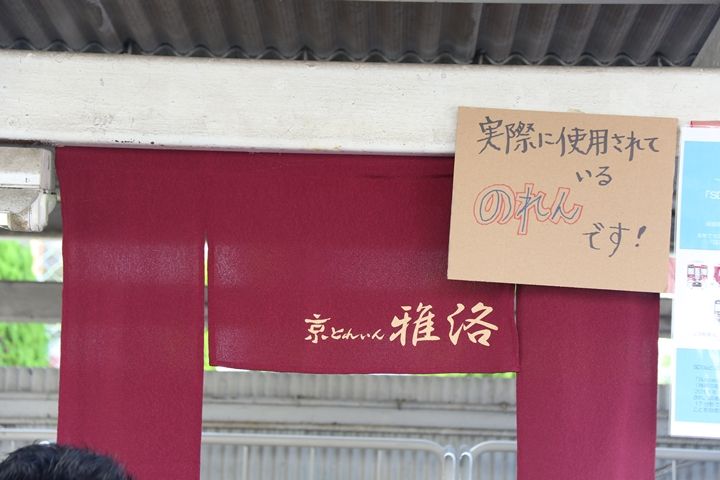 実際に使用されて
いる
のれん
です!
京とれいん 雅洛